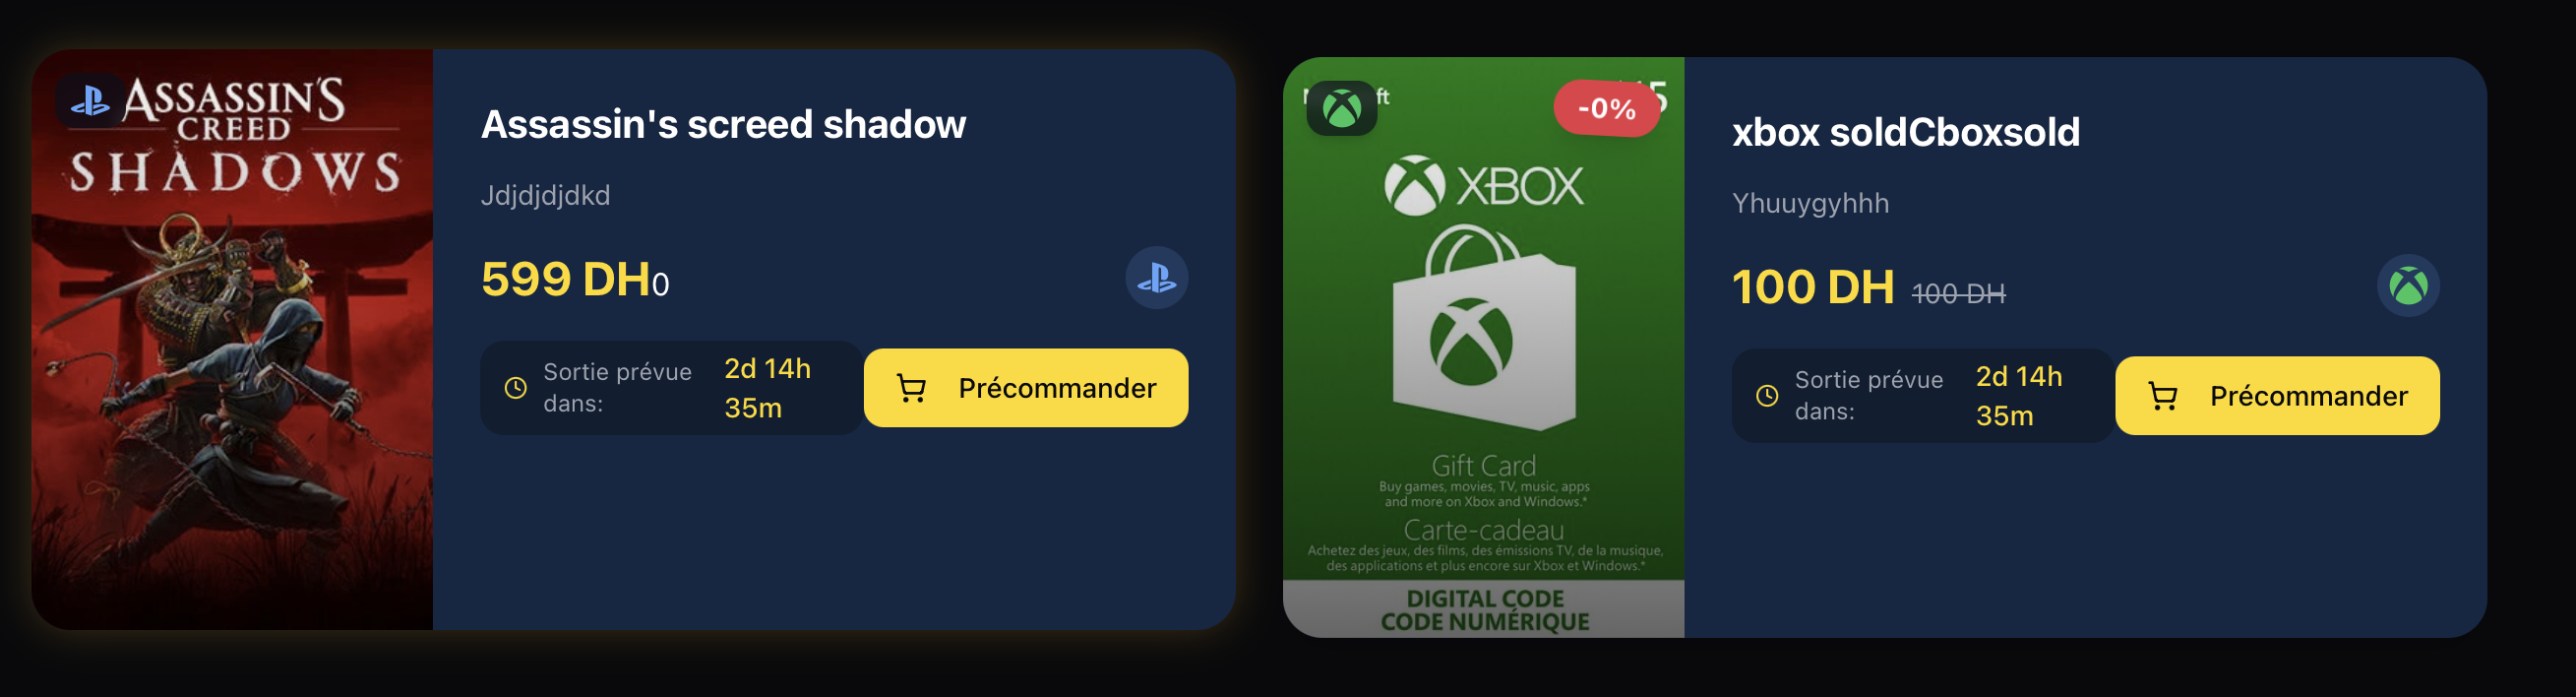 ASSASSIN'S
CREED
SHADOWS
Assassin's screed shadow
Jdjdjdjdkd
599 DH0
Sortie prévue
dans:
2d 14h
35m
Précommander
ft
-0%
5
XBOX
Gift Card
Buy games, movies, TV, music, apps
and more on Xbox and Windows.*
Carte-cadeau
Achetez des jeux, des films, des émissions TV, de la musique,
des applications et plus encore sur Xbox et Windows.*
DIGITAL CODE
CODE NUMÉRIQUE
xbox soldCboxsold
Yhuuygyhhh
100 DH 100 DH
Sortie prévue
dans:
2d 14h
35m
Précommander